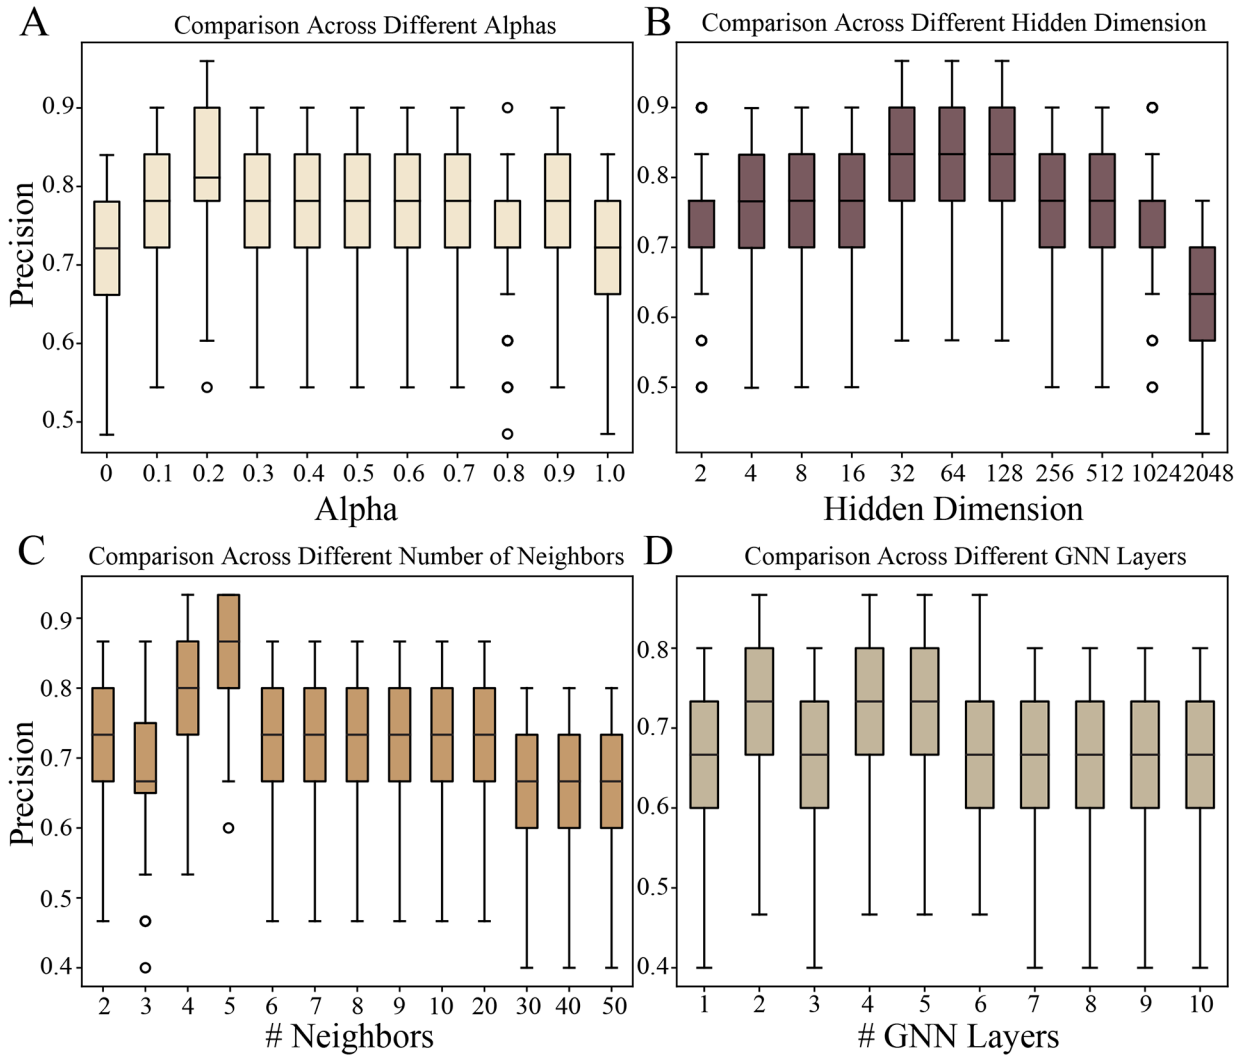 A
Comparison Across Different Alphas
Precision
0.9
0.8
0.7
0.6
0.5
0 0.1 0.2 0.3 0.4 0.5 0.6 0.7 0.8 0.9 1.0
Alpha
B
Comparison Across Different Hidden Dimension
0.9
0.8
0.7
0.6
0.5
2 4 8 16 32 64 128 256 512 1024 2048
Hidden Dimension
C
Comparison Across Different Number of Neighbors
Precision
0.9
0.8
0.7
0.6
0.5
0.4
2 3 4 5 6 7 8 9 10 20 30 40 50
# Neighbors
D
Comparison Across Different GNN Layers
0.8
0.7
0.6
0.5
0.4
1 2 3 4 5 6 7 8 9 10
# GNN Layers